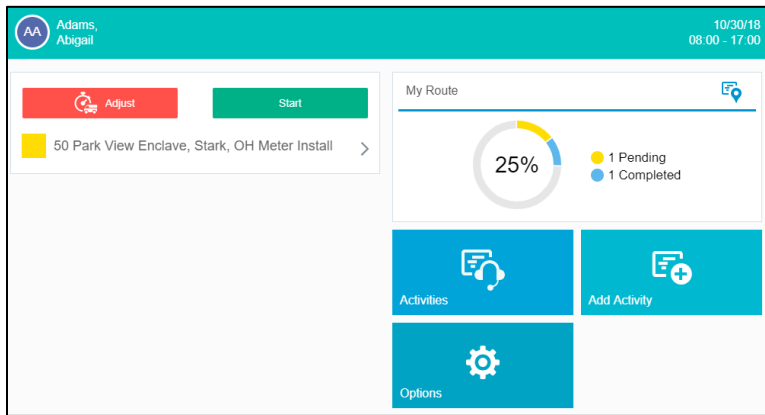 AA
Adams,
Abigail
10/30/18
08:00 - 17:00
Adjust
Start
50 Park View Enclave, Stark, OH Meter Install
My Route
25%
1 Pending
1 Completed
Activities
Add Activity
Options